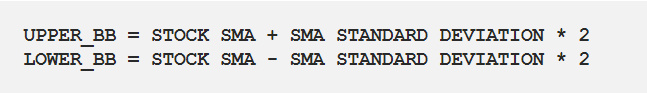 UPPER_BB = STOCK SMA + SMA STANDARD DEVIATION * 2
LOWER_BB = STOCK SMA - SMA STANDARD DEVIATION * 2